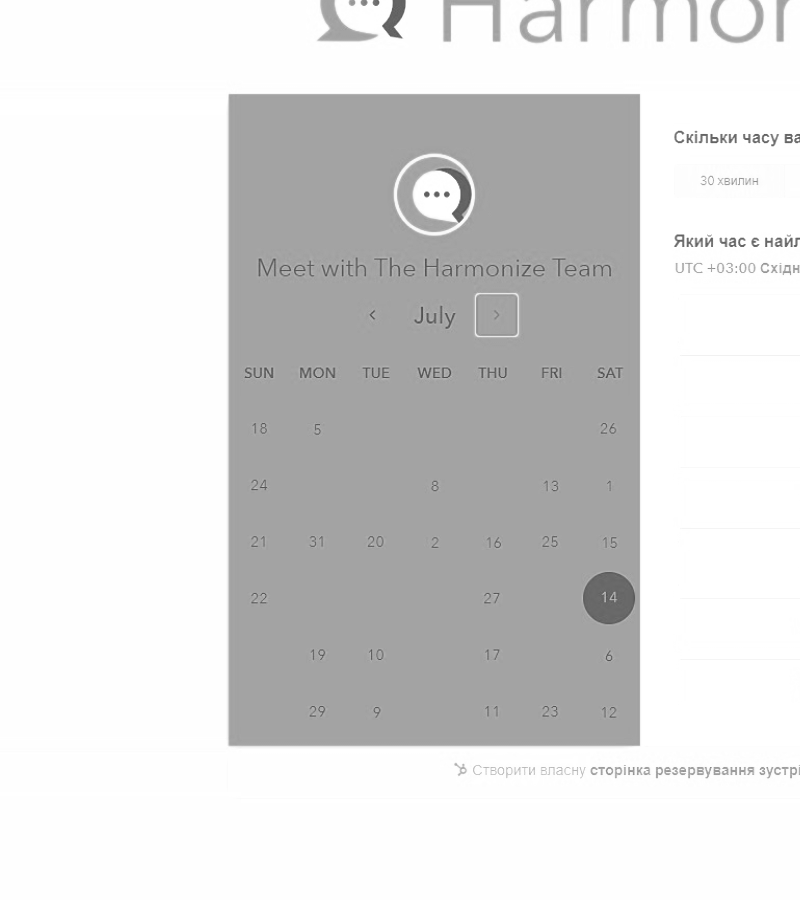 Harmon
Meet with The Harmonize Team
July
SUN MON TUE WED THU FRI SAT
18 5 26
24 8 13 1
21 31 20 2 16 25 15
22 27 14
19 10 17 6
29 9 11 23 12
Скільки часу ва
30 хвилин
Який час є найл
UTC +03:00 Східн
Створити власну сторінка резервування зустрі